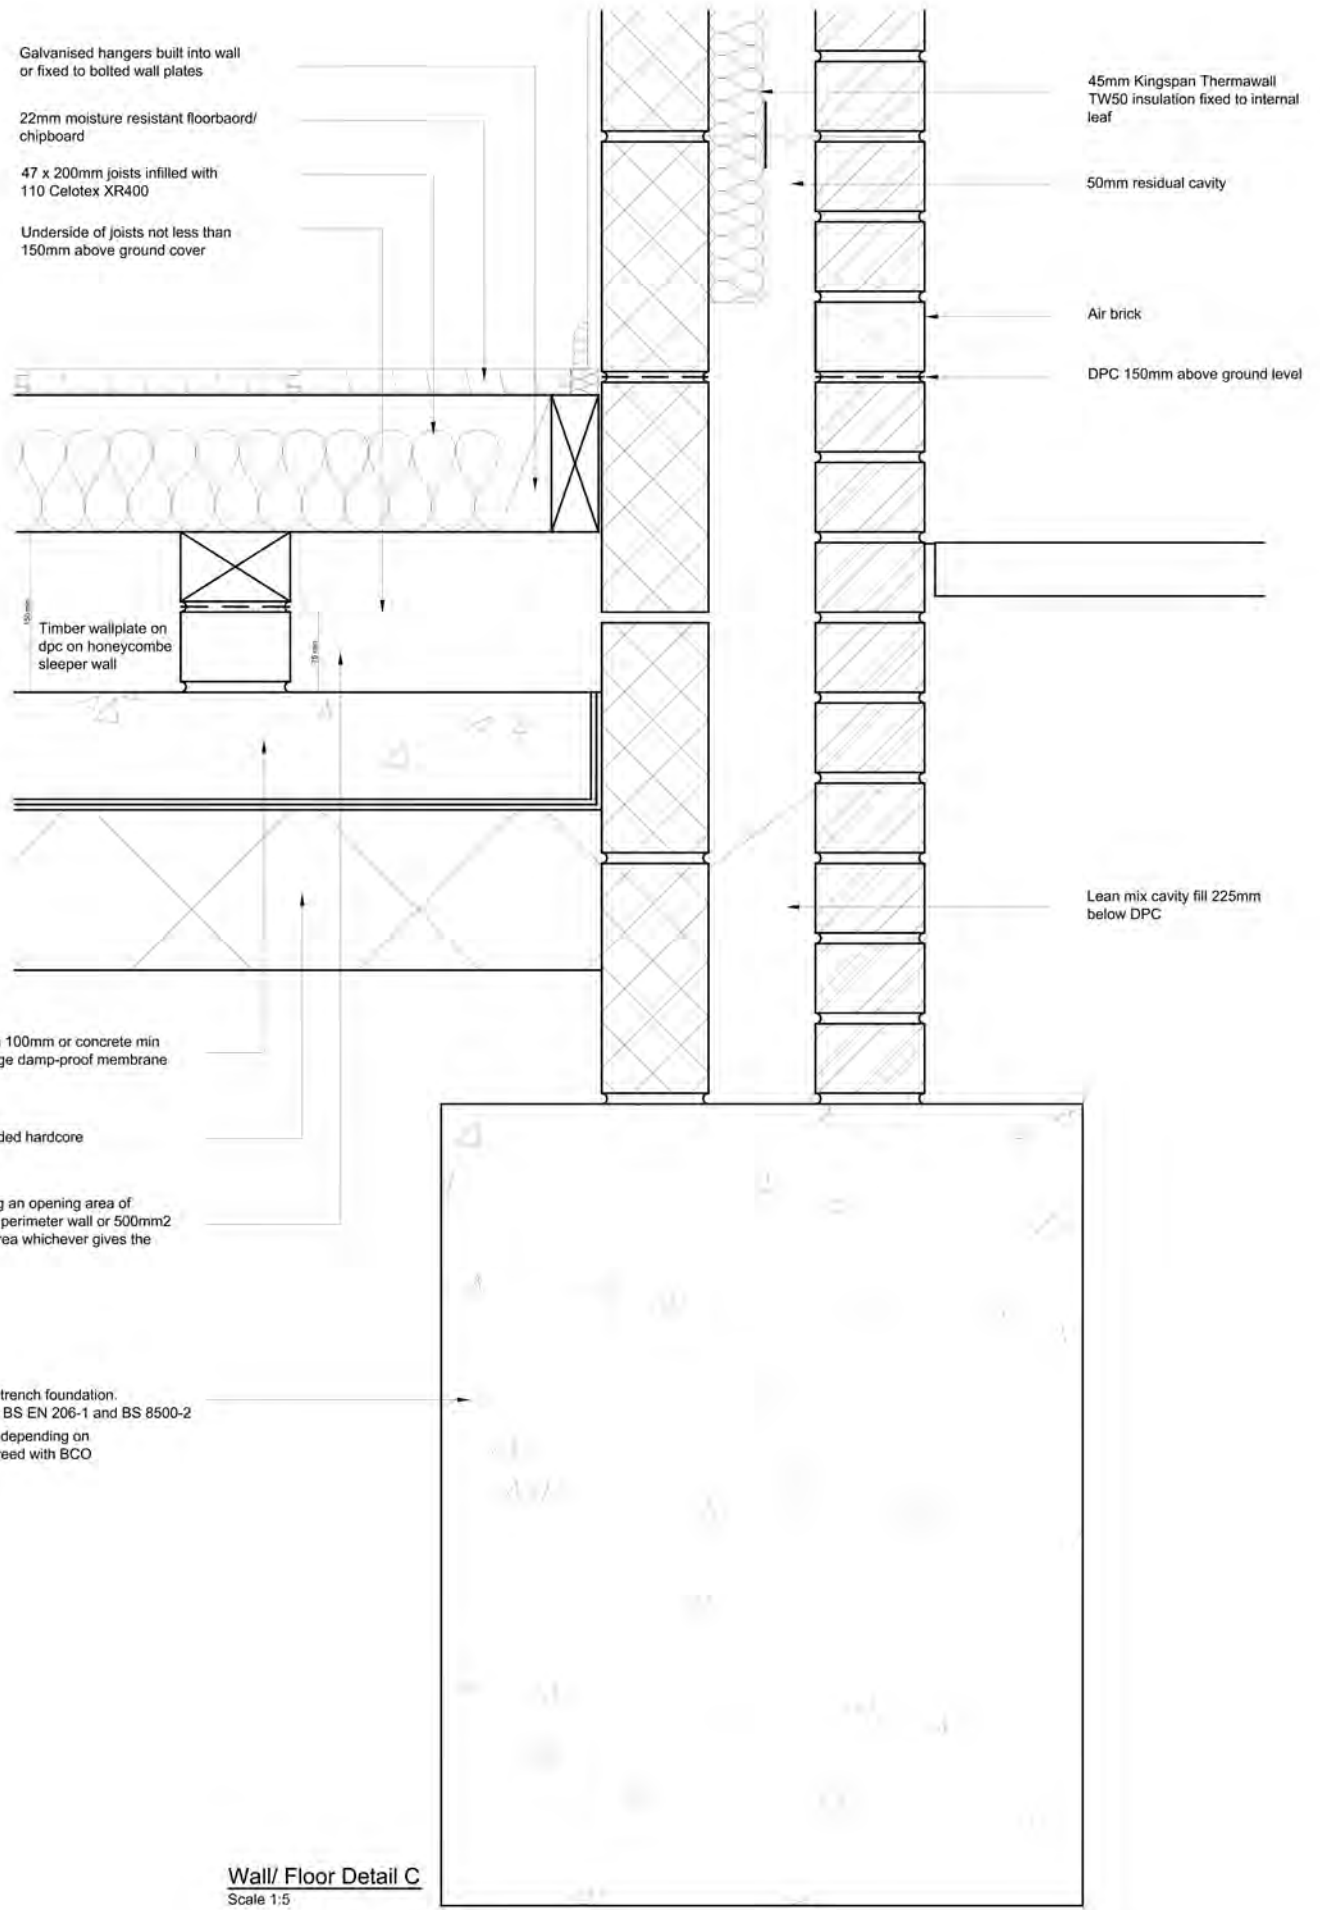 Galvanised hangers built into wall
or fixed to bolted wall plates
22mm moisture resistant floorbaord/
chipboard
47 x 200mm joists infilled with
110 Celotex XR400
Underside of joists not less than
150mm above ground cover
45mm Kingspan Thermawall
TW50 insulation fixed to internal
leaf
50mm residual cavity
Air brick
DPC 150mm above ground level
150 mm
Timber wallplate on
dpc on honeycombe
sleeper wall
75 mm
Lean mix cavity fill 225mm
below DPC
100mm or concrete min
ge damp-proof membrane
ded hardcore
g an opening area of
perimeter wall or 500mm2
rea whichever gives the
trench foundation.
BS EN 206-1 and BS 8500-2
depending on
reed with BCO
Wall/ Floor Detail C
Scale 1:5